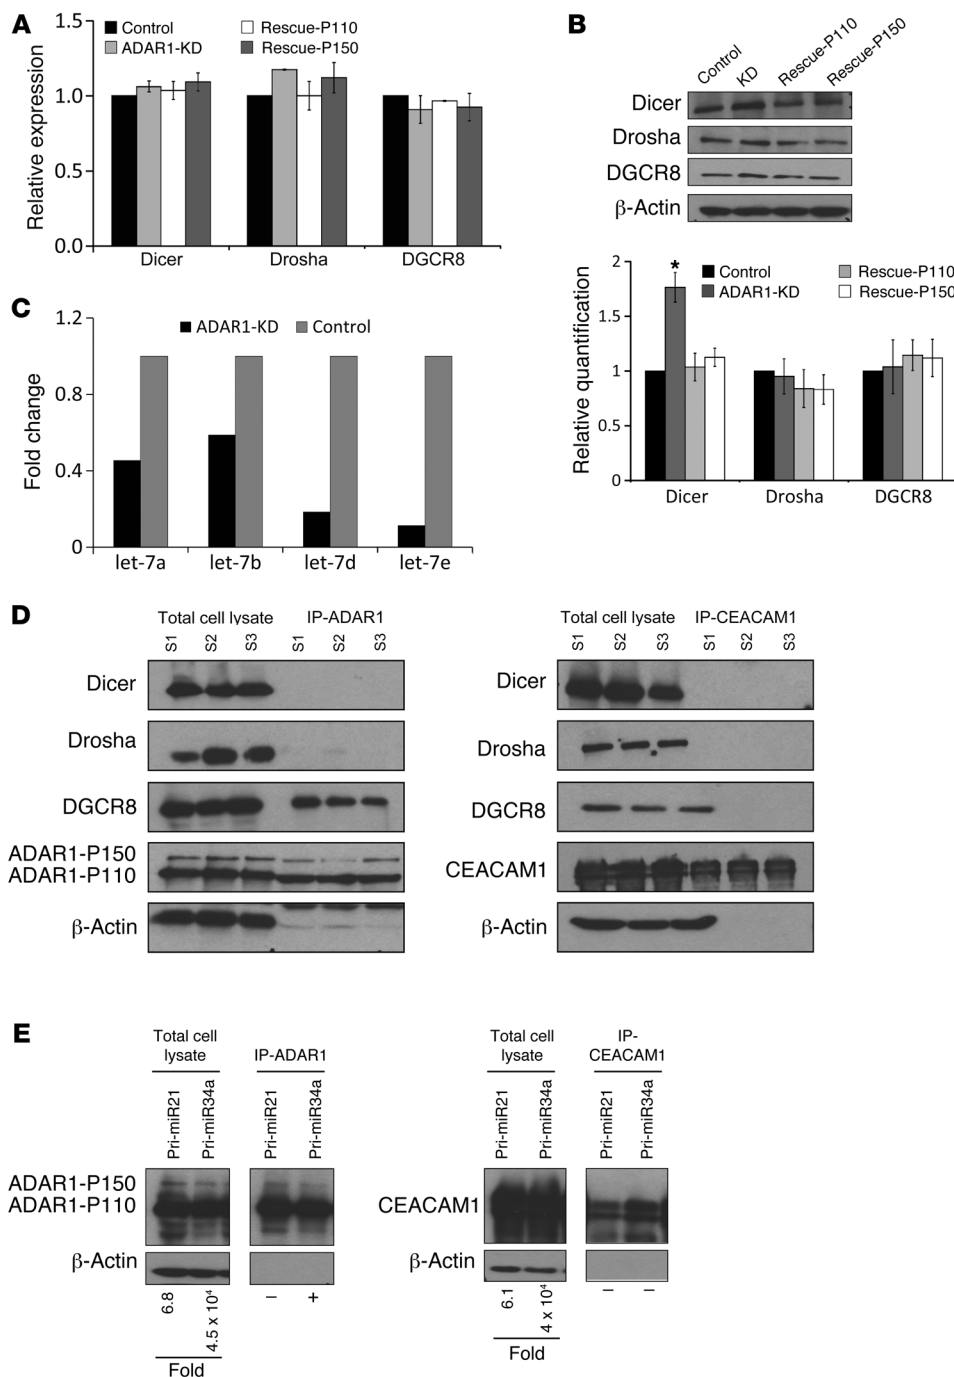 A
1.5
1.0
0.5
0.0
Relative expression
Control
ADAR1-KD
Rescue-P110
Rescue-P150
Dicer
Drosha
DGCR8
B
Control
KD
Rescue-P110
Rescue-P150
Dicer
Drosha
DGCR8
β-Actin
2
1.5
1
0.5
0
Relative quantification
Control
ADAR1-KD
Rescue-P110
Rescue-P150
*
Dicer
Drosha
DGCR8
C
1.2
0.8
0.4
0
Fold change
ADAR1-KD
Control
let-7a
let-7b
let-7d
let-7e
D
Total cell lysate
IP-ADAR1
S1
S2
S3
S1
S2
S3
Dicer
Drosha
DGCR8
ADAR1-P150
ADAR1-P110
β-Actin
Total cell lysate
IP-CEACAM1
S1
S2
S3
S1
S2
S3
Dicer
Drosha
DGCR8
CEACAM1
β-Actin
E
Total cell
lysate
IP-ADAR1
Pri-miR21
Pri-miR34a
Pri-miR21
Pri-miR34a
ADAR1-P150
ADAR1-P110
β-Actin
6.8
4.5 x 10⁴
–
+
Fold
Total cell
lysate
IP-
CEACAM1
Pri-miR21
Pri-miR34a
Pri-miR21
Pri-miR34a
CEACAM1
β-Actin
6.1
4 x 10⁴
–
–
Fold